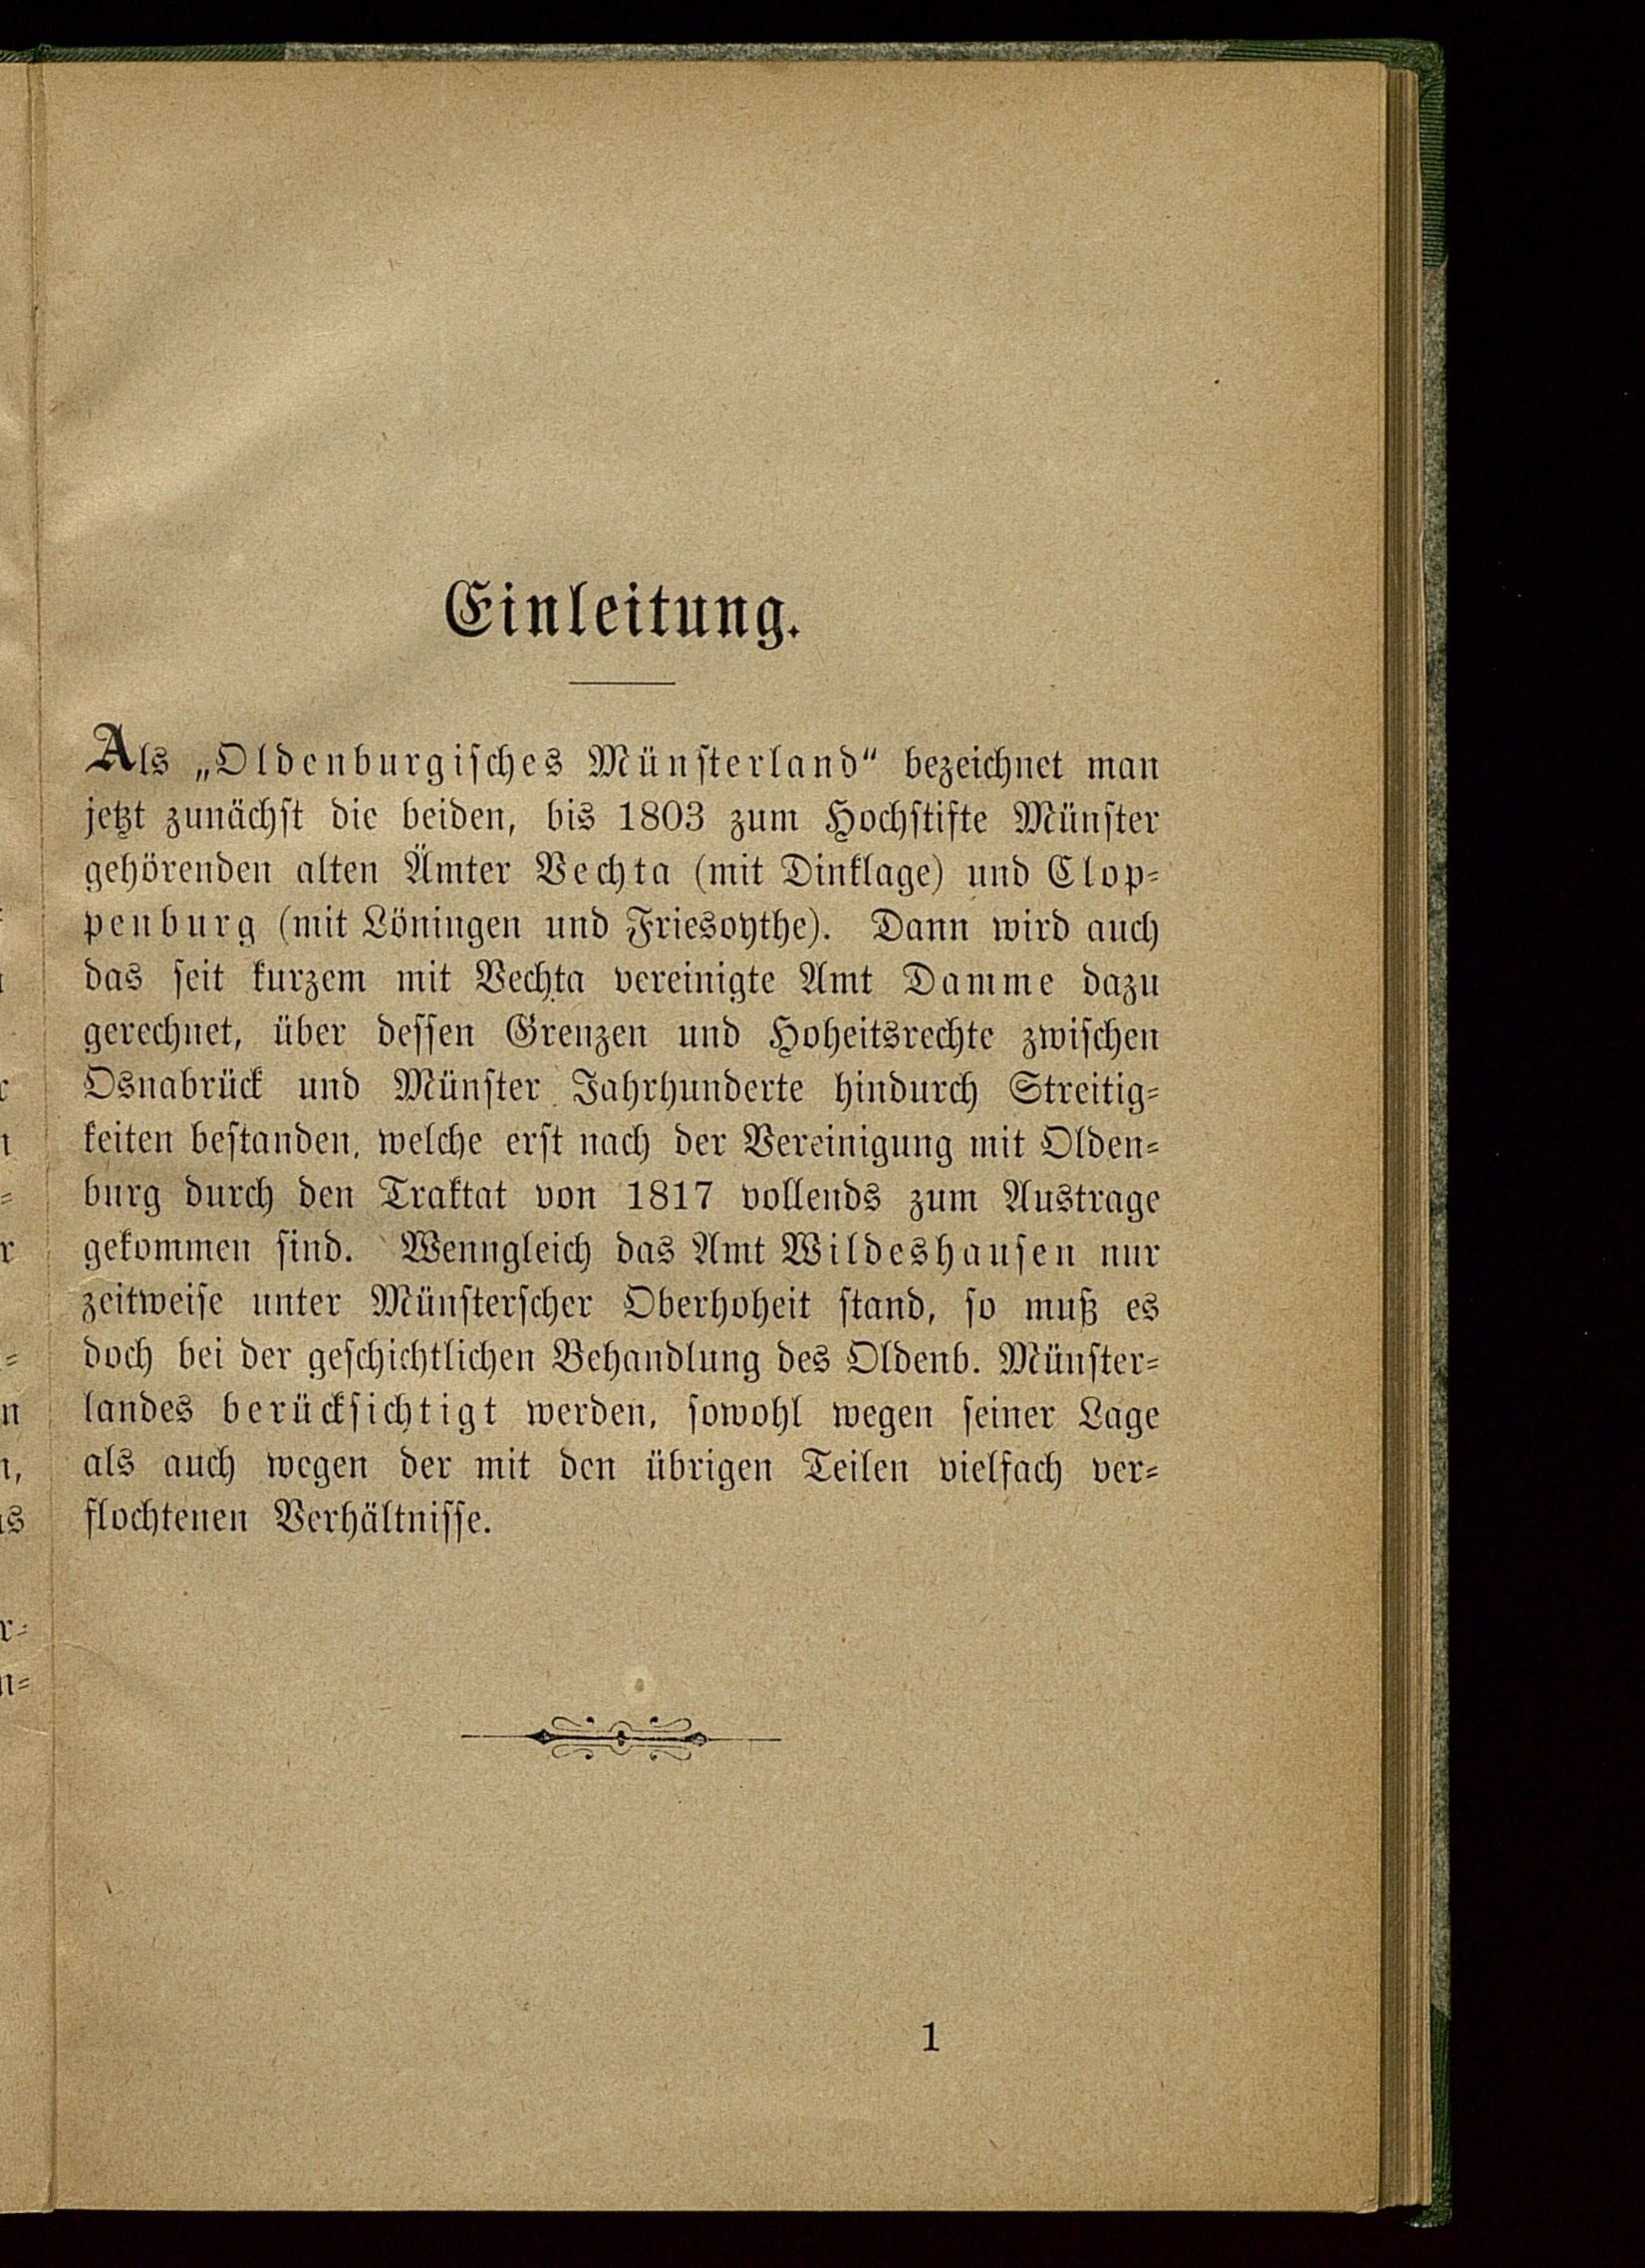 Einleitung.
Als „Oldenburgisches Münsterland“ bezeichnet man
jetzt zunächst die beiden, bis 1803 zum Hochstifte Münster
gehörenden alten Ämter Vechta (mit Dinklage) und Clop-
penburg (mit Löningen und Friesoythe). Dann wird auch
das seit kurzem mit Vechta vereinigte Amt Damme dazu
gerechnet, über dessen Grenzen und Hoheitsrechte zwischen
Osnabrück und Münster Jahrhunderte hindurch Streitig-
keiten bestanden, welche erst nach der Vereinigung mit Olden-
burg durch den Traktat von 1817 vollends zum Austrage
gekommen sind. Wenngleich das Amt Wildeshausen nur
zeitweise unter Münsterscher Oberhoheit stand, so muß es
doch bei der geschichtlichen Behandlung des Oldenb. Münster-
landes berücksichtigt werden, sowohl wegen seiner Lage
als auch wegen der mit den übrigen Teilen vielfach ver-
flochtenen Verhältnisse.
1